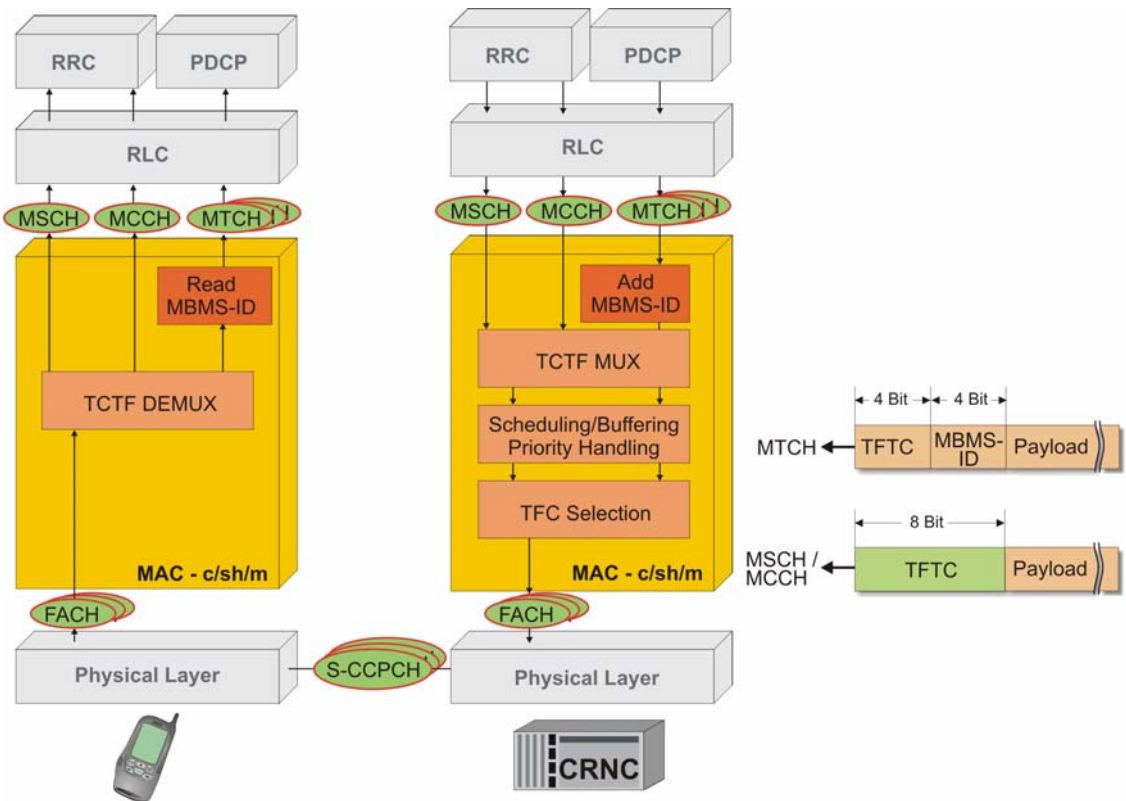 RRC
PDCP
RLC
MSCH
MCCH
MTCH
Read
MBMS-ID
TCTF DEMUX
MAC - c/sh/m
FACH
Physical Layer
S-CCPCH
RRC
PDCP
RLC
MSCH
MCCH
MTCH
Add
MBMS-ID
TCTF MUX
Scheduling/Buffering
Priority Handling
TFC Selection
MAC - c/sh/m
FACH
Physical Layer
CRNC
4 Bit
4 Bit
MTCH
TFTC
MBMS-
ID
Payload
8 Bit
MSCH /
MCCH
TFTC
Payload